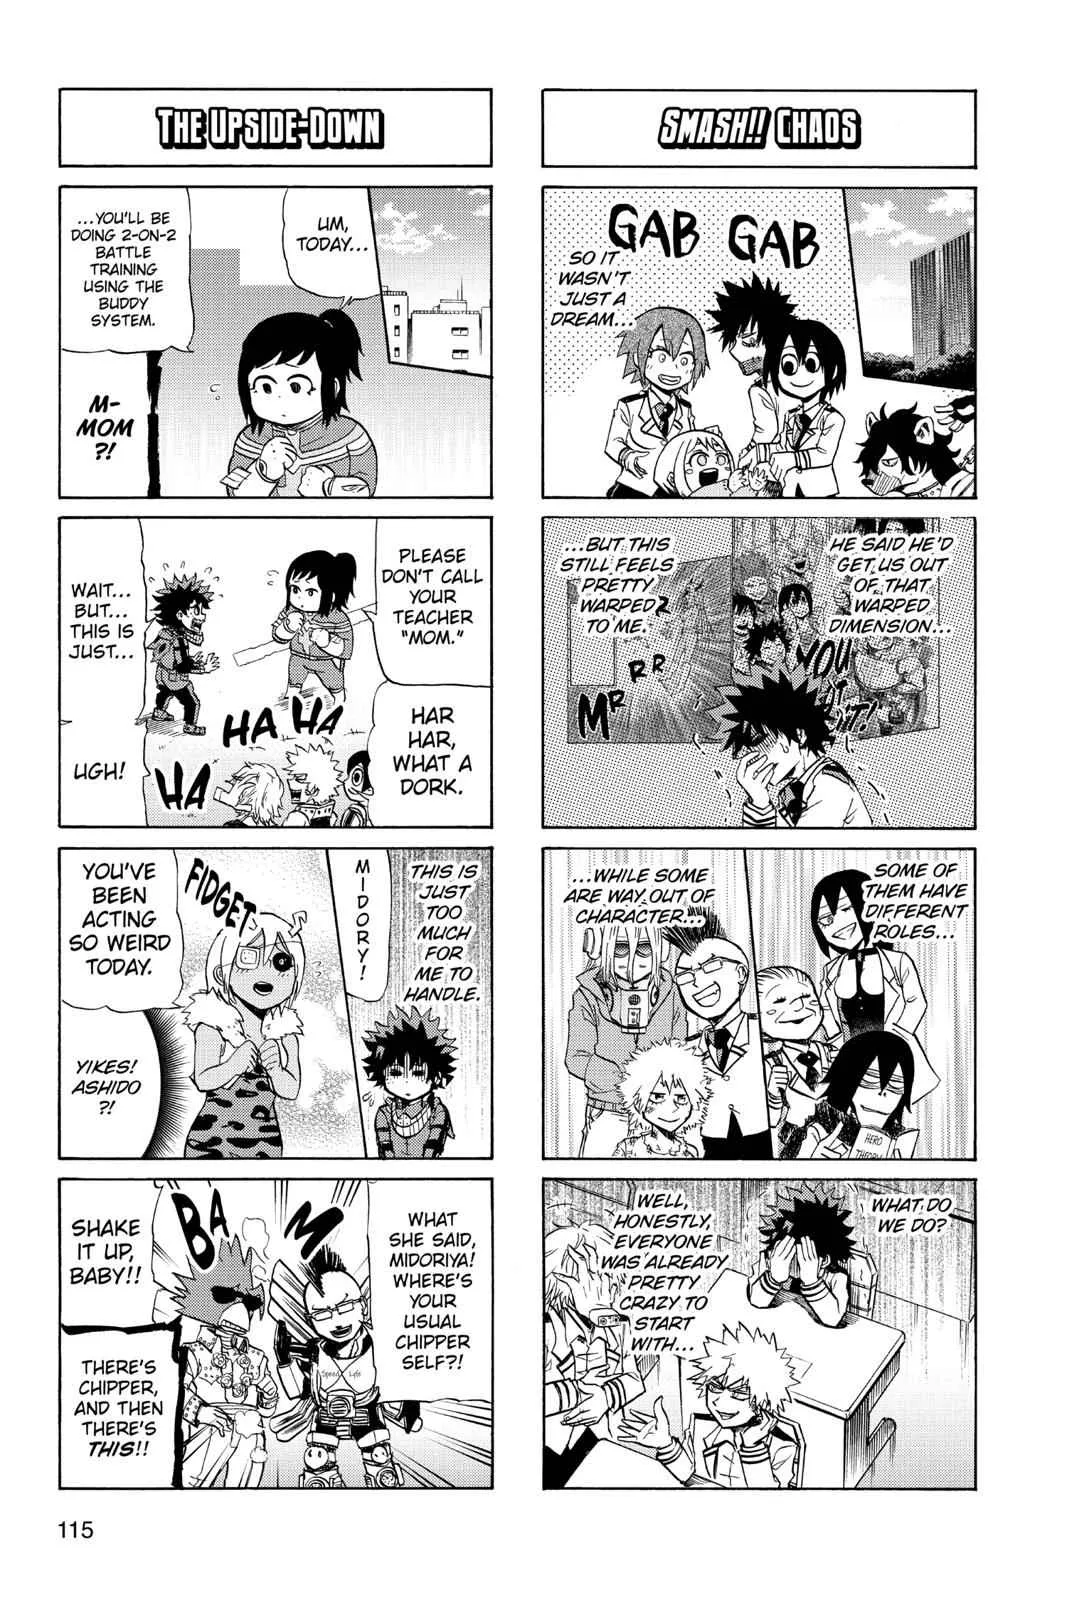 SMASH!! CHAOS
GAB GAB
SO IT
WASN'T
JUST A
DREAM...
HE SAID HE'D
GET US OUT
OF THAT
WARPED
DIMENSION...
...BUT THIS
STILL FEELS
PRETTY
WARPED
TO ME.
MRRR
SOME OF
THEM HAVE
DIFFERENT
ROLES...
...WHILE SOME
ARE WAY OUT OF
CHARACTER...
HERO
THEORY
WHAT DO
WE DO?
WELL,
HONESTLY,
EVERYONE
WAS ALREADY
PRETTY
CRAZY TO
START
WITH...
THE UPSIDE-DOWN
UM,
TODAY...
...YOU'LL BE
DOING 2-ON-2
BATTLE
TRAINING
USING THE
BUDDY
SYSTEM.
M-
MOM
?!
PLEASE
DON'T CALL
YOUR
TEACHER
"MOM."
WAIT...
BUT...
THIS IS
JUST...
HAR
HAR,
WHAT A
DORK.
HA HA
HA
UGH!
THIS IS
JUST
TOO
MUCH
FOR
ME TO
HANDLE.
MIDORY!
FIDGET
YOU'VE
BEEN
ACTING
SO WEIRD
TODAY.
YIKES!
ASHIDO
?!
WHAT
SHE SAID,
MIDORIYA!
WHERE'S
YOUR
USUAL
CHIPPER
SELF?!
BAM
Speed Life
SHAKE
IT UP,
BABY!!
THERE'S
CHIPPER,
AND THEN
THERE'S
THIS!!
115